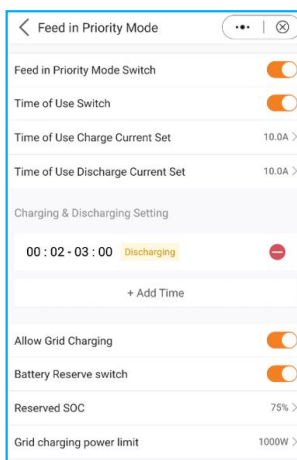 Feed in Priority Mode
Feed in Priority Mode Switch
Time of Use Switch
Time of Use Charge Current Set 10.0A >
Time of Use Discharge Current Set 10.0A >
Charging & Discharging Setting
00 : 02 - 03 : 00 Discharging
+ Add Time
Allow Grid Charging
Battery Reserve switch
Reserved SOC 75% >
Grid charging power limit 1000W >